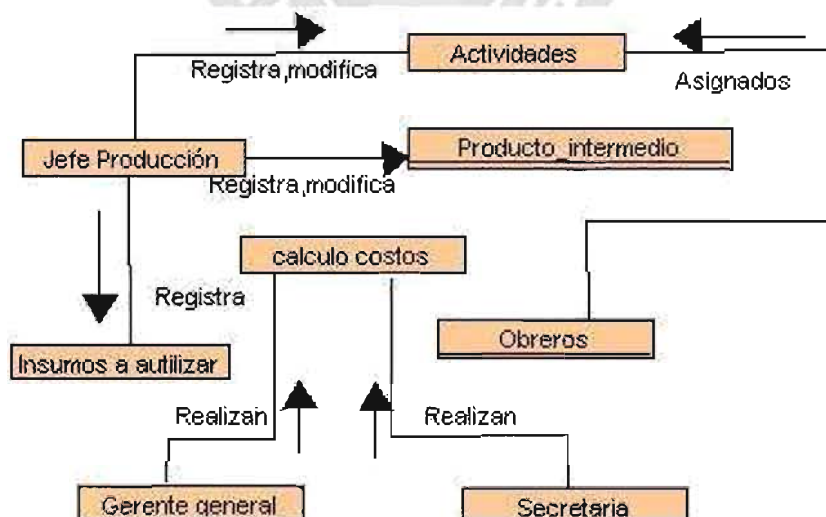 Actividades
Registra,modifica
Asignados
Jefe Producción
Producto_intermedio
Registra,modifica
calculo costos
Registra
Obreros
Insumos a autilizar
Realizan
Realizan
Gerente general
Secretaria